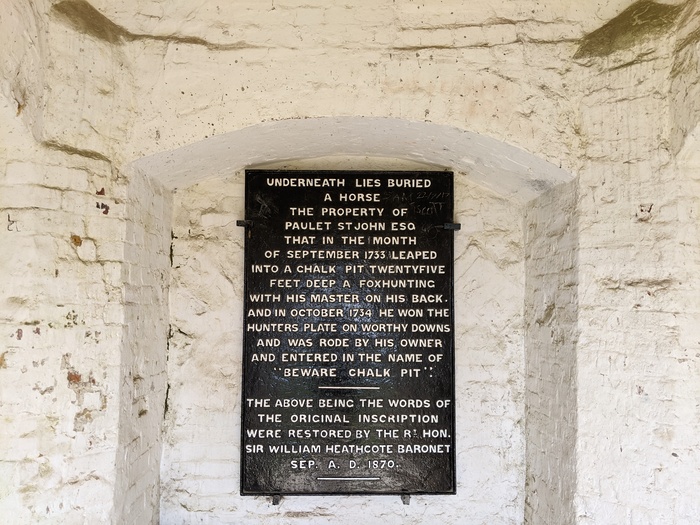 UNDERNEATH LIES BURIED
A HORSE
THE PROPERTY OF
PAULET ST JOHN ESQ
THAT IN THE MONTH
OF SEPTEMBER 1733 LEAPED
INTO A CHALK PIT TWENTYFIVE
FEET DEEP A FOXHUNTING
WITH HIS MASTER ON HIS BACK.
AND IN OCTOBER 1734 HE WON THE
HUNTERS PLATE ON WORTHY DOWNS
AND WAS RODE BY HIS OWNER
AND ENTERED IN THE NAME OF
"BEWARE CHALK PIT":
THE ABOVE BEING THE WORDS OF
THE ORIGINAL INSCRIPTION
WERE RESTORED BY THE RT. HON.
SIR WILLIAM HEATHCOTE BARONET
SEP. A. D. 1870.